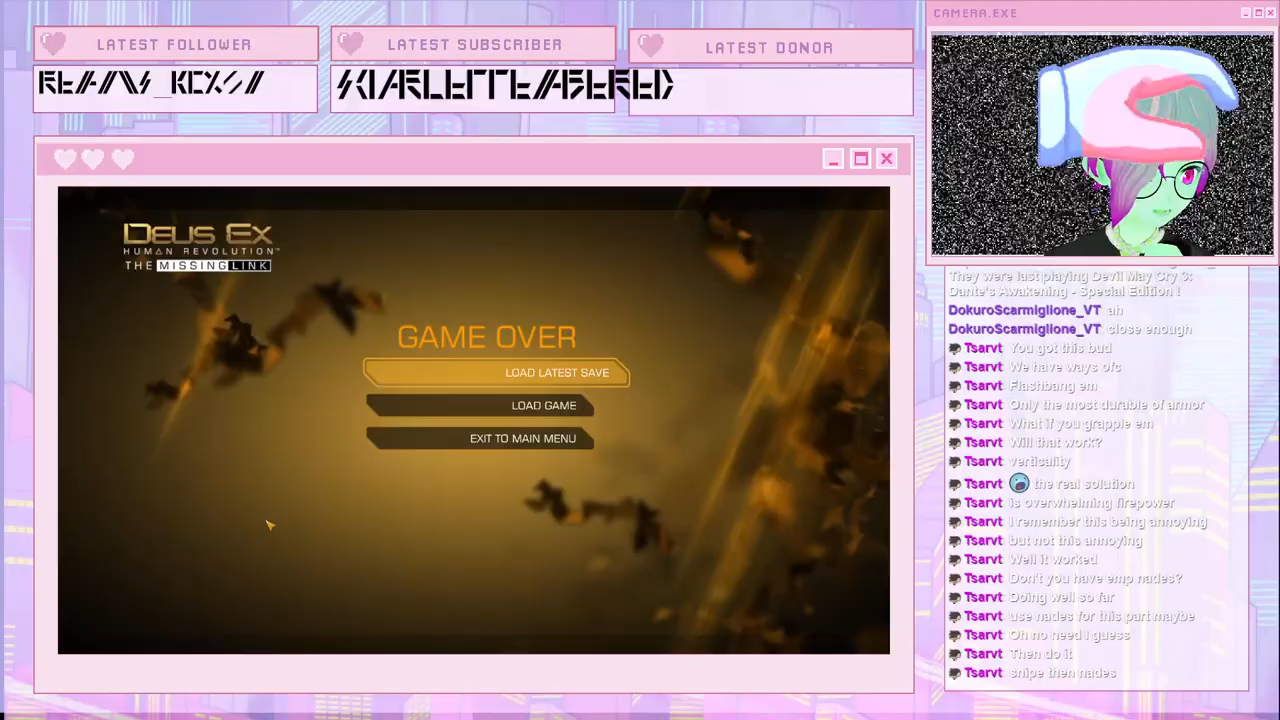 LATEST FOLLOWER
LATEST SUBSCRIBER
LATEST DONOR
CAMERA.EXE
DEUS EX
HUMAN REVOLUTION™
THE MISSING LINK
GAME OVER
LOAD LATEST SAVE
LOAD GAME
EXIT TO MAIN MENU
They were last playing Devil May Cry 3:
Dante's Awakening - Special Edition !
DokuroScarmiglione_VT ah
DokuroScarmiglione_VT close enough
Tsarvt You got this bud
Tsarvt We have ways ofc
Tsarvt Flashbang em
Tsarvt Only the most durable of armor
Tsarvt What if you grapple em
Tsarvt Will that work?
Tsarvt verticality
Tsarvt the real solution
Tsarvt is overwhelming firepower
Tsarvt I remember this being annoying
Tsarvt but not this annoying
Tsarvt Well it worked
Tsarvt Don't you have emp nades?
Tsarvt Doing well so far
Tsarvt use nades for this part maybe
Tsarvt Oh no need I guess
Tsarvt Then do it
Tsarvt snipe then nades